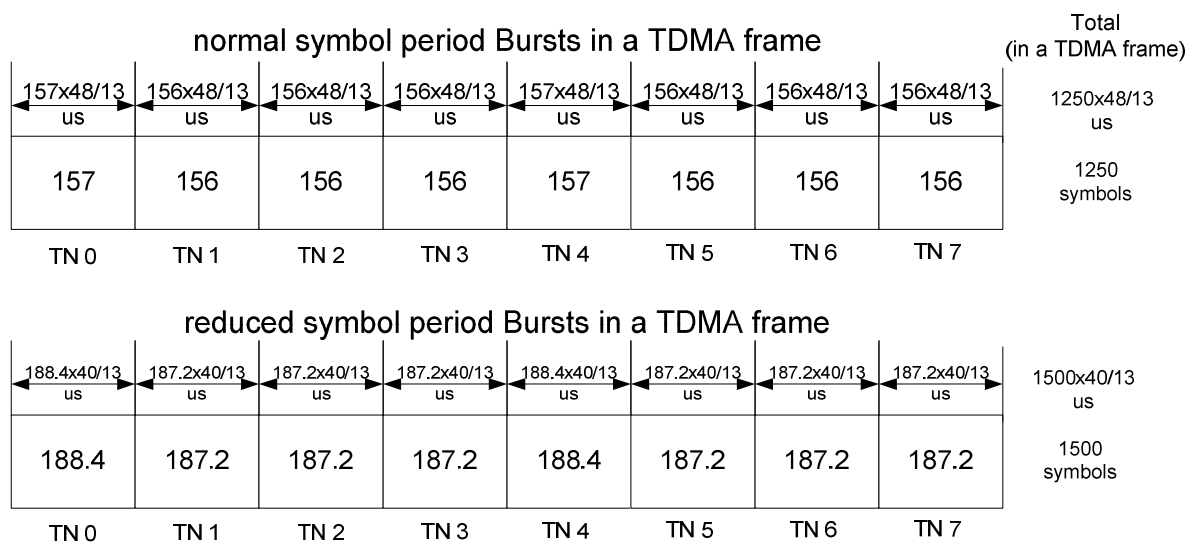 normal symbol period Bursts in a TDMA frame
Total
(in a TDMA frame)
157x48/13 156x48/13 156x48/13 156x48/13 157x48/13 156x48/13 156x48/13 156x48/13
us us us us us us us us
1250x48/13
us
157 156 156 156 157 156 156 156
1250
symbols
TN 0 TN 1 TN 2 TN 3 TN 4 TN 5 TN 6 TN 7
reduced symbol period Bursts in a TDMA frame
188.4x40/13 187.2x40/13 187.2x40/13 187.2x40/13 188.4x40/13 187.2x40/13 187.2x40/13 187.2x40/13
us us us us us us us us
1500x40/13
us
188.4 187.2 187.2 187.2 188.4 187.2 187.2 187.2
1500
symbols
TN 0 TN 1 TN 2 TN 3 TN 4 TN 5 TN 6 TN 7